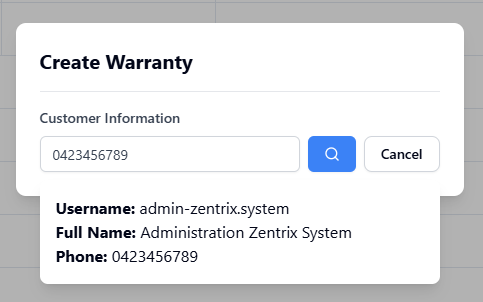 Create Warranty
Customer Information
0423456789
Cancel
Username: admin-zentrix.system
Full Name: Administration Zentrix System
Phone: 0423456789